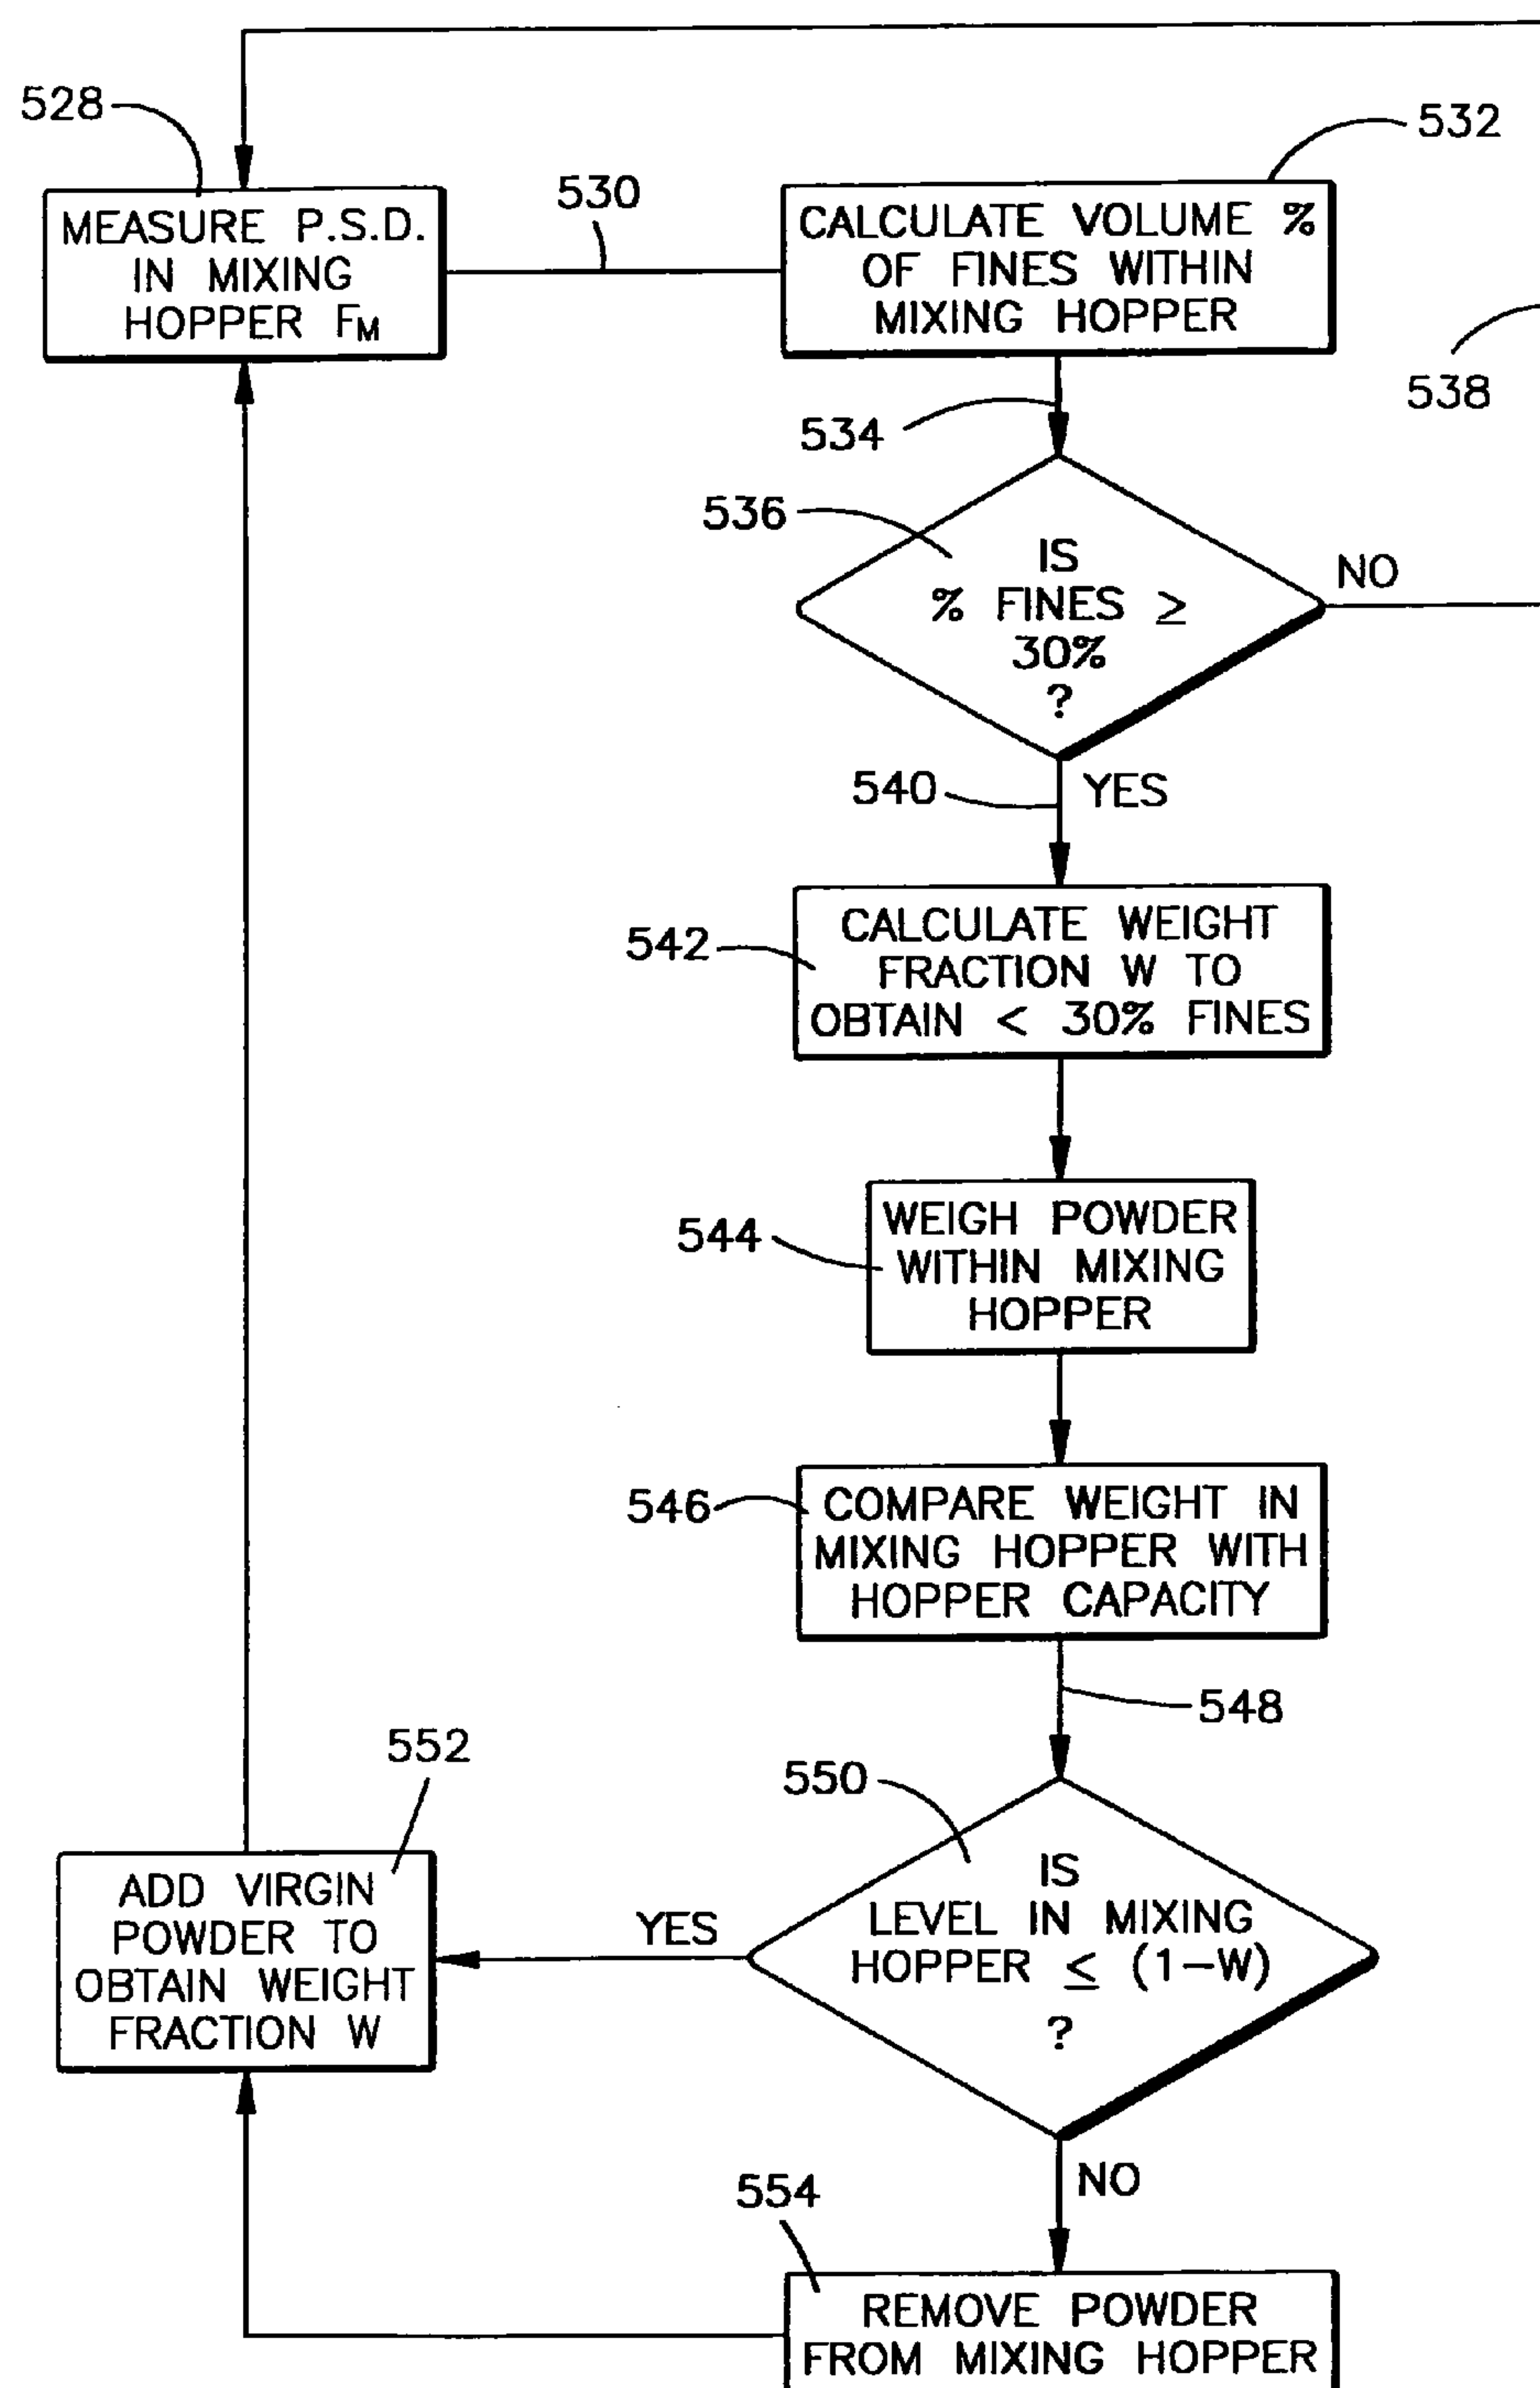 528
MEASURE P.S.D.
IN MIXING
HOPPER FM
530
532
CALCULATE VOLUME %
OF FINES WITHIN
MIXING HOPPER
534
538
536
IS
% FINES ≥
30%
?
NO
540
YES
542
CALCULATE WEIGHT
FRACTION W TO
OBTAIN < 30% FINES
544
WEIGH POWDER
WITHIN MIXING
HOPPER
546
COMPARE WEIGHT IN
MIXING HOPPER WITH
HOPPER CAPACITY
548
550
IS
LEVEL IN MIXING
HOPPER ≤ (1-W)
?
YES
552
ADD VIRGIN
POWDER TO
OBTAIN WEIGHT
FRACTION W
NO
554
REMOVE POWDER
FROM MIXING HOPPER